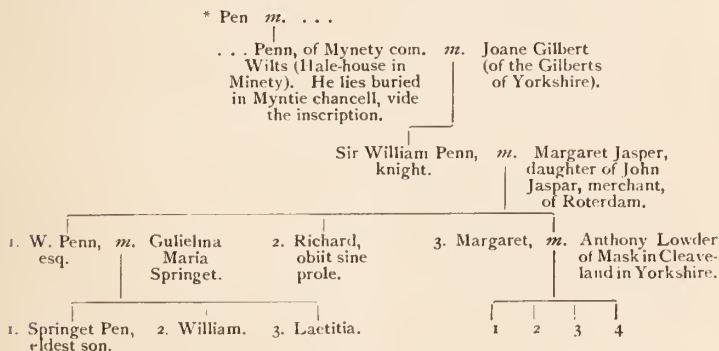 * Pen m. . . .
. . . Penn, of Mynety com. m. Joane Gilbert
Wilts (Hale-house in (of the Gilberts
Minety). He lies buried of Yorkshire).
in Myntie chancell, vide
the inscription.
Sir William Penn, m. Margaret Jasper,
knight. daughter of John
Jaspar, merchant,
of Roterdam.
1. W. Penn, m. Gulielma 2. Richard, 3. Margaret, m. Anthony Lowder
esq. Maria obiit sine of Mask in Cleave-
Springet. prole. land in Yorkshire.
1. Springet Pen, 2. William. 3. Laetitia. 1 2 3 4
eldest son.